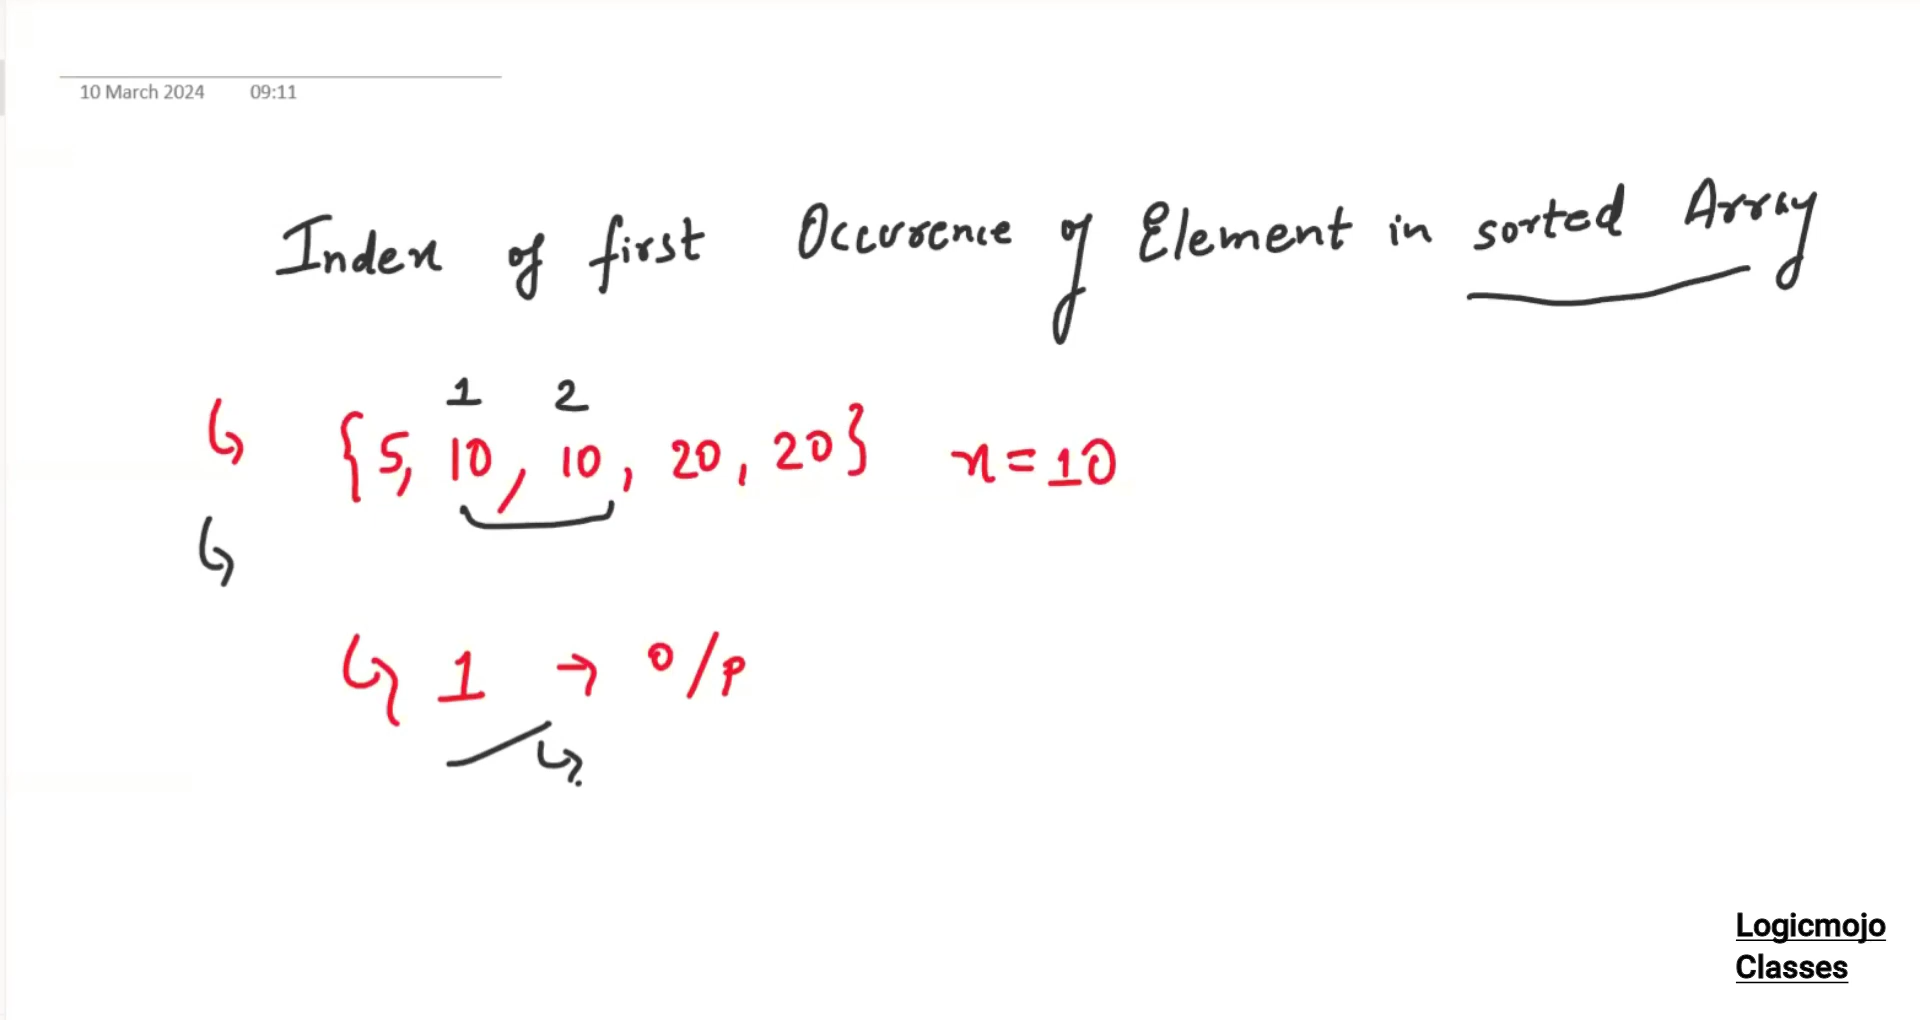 10 March 2024 09:11
Index of first Occurence of Element in sorted Array
1 2
{5, 10, 10, 20, 20} x=10
1 → o/p
Logicmojo
Classes